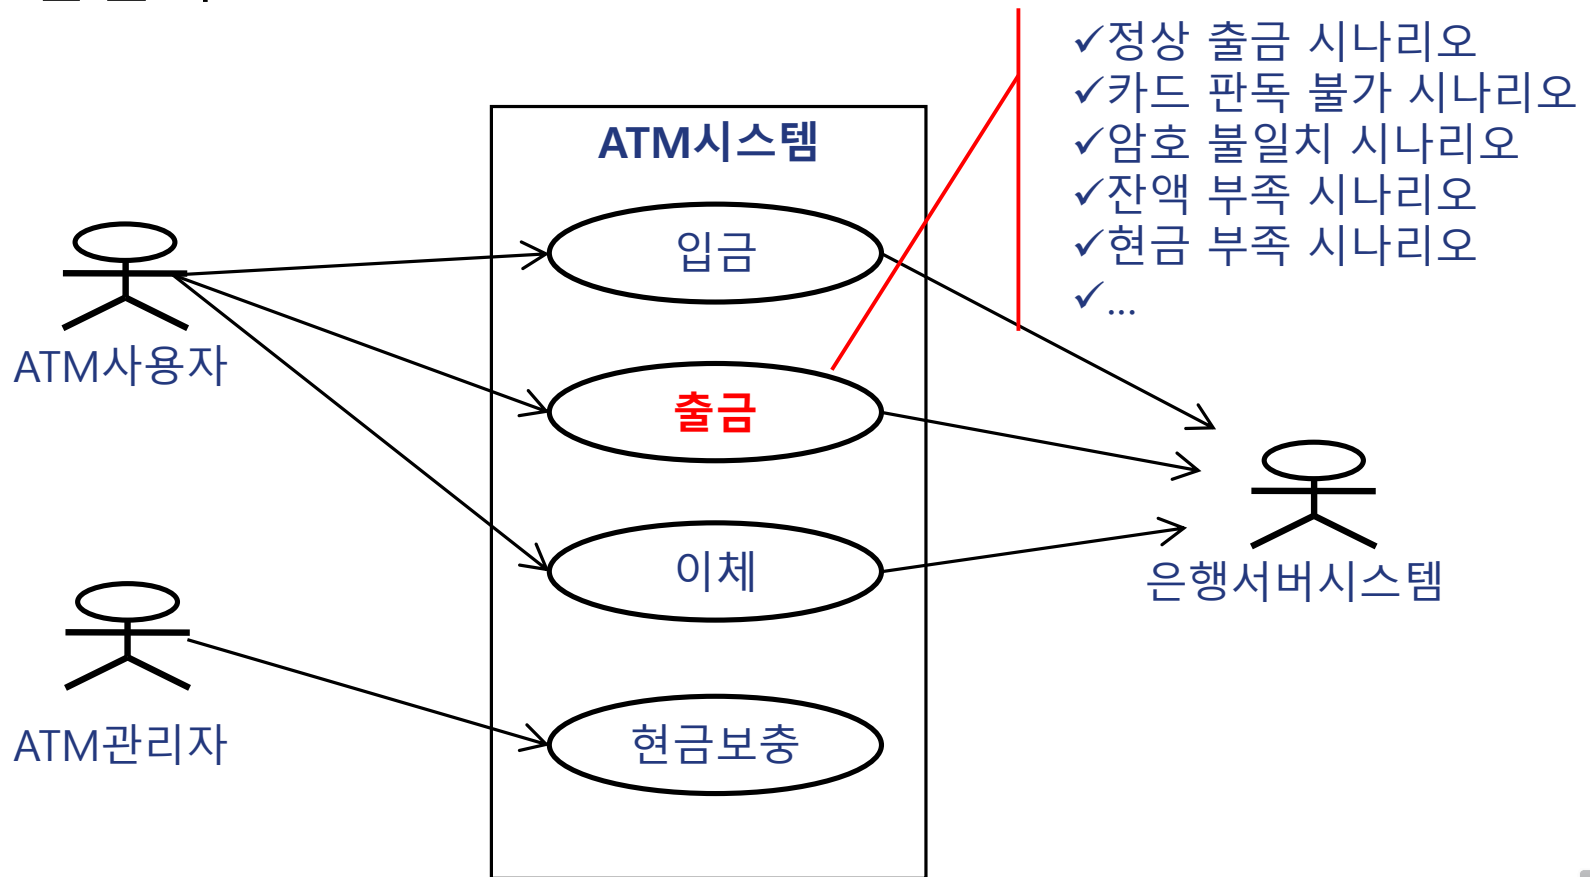 ✓정상 출금 시나리오
✓카드 판독 불가 시나리오
✓암호 불일치 시나리오
✓잔액 부족 시나리오
✓현금 부족 시나리오
✓...
ATM시스템
입금
ATM사용자
출금
이체
은행서버시스템
ATM관리자
현금보충